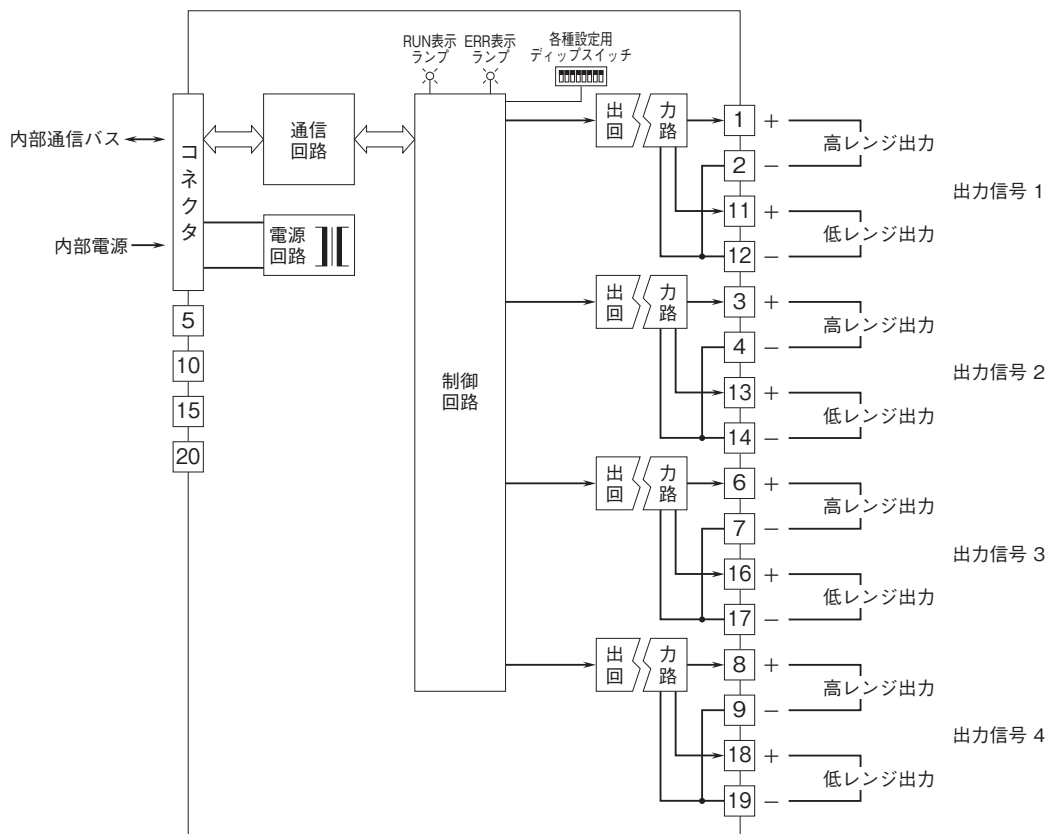 RUN表示
ランプ
ERR表示
ランプ
各種設定用
ディップスイッチ
内部通信バス
コネクタ
通信
回路
内部電源
電源
回路
5
10
15
20
制御
回路
出 力
回 路
1 +
高レンジ出力
2 −
出力信号 1
11 +
低レンジ出力
12 −
出 力
回 路
3 +
高レンジ出力
4 −
出力信号 2
13 +
低レンジ出力
14 −
出 力
回 路
6 +
高レンジ出力
7 −
出力信号 3
16 +
低レンジ出力
17 −
出 力
回 路
8 +
高レンジ出力
9 −
出力信号 4
18 +
低レンジ出力
19 −